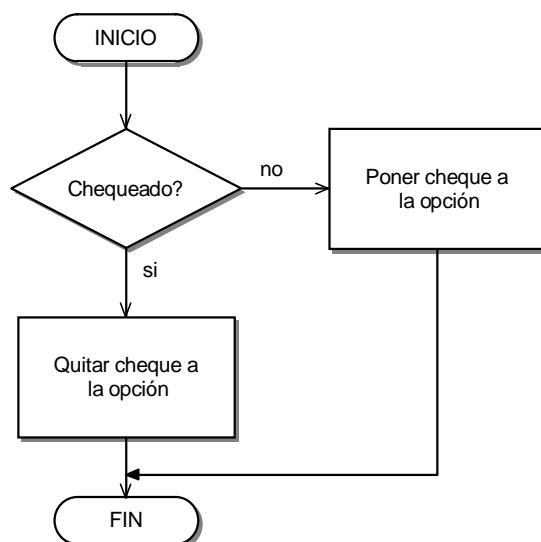 INICIO
Chequeado?
no
Poner cheque a
la opción
si
Quitar cheque a
la opción
FIN